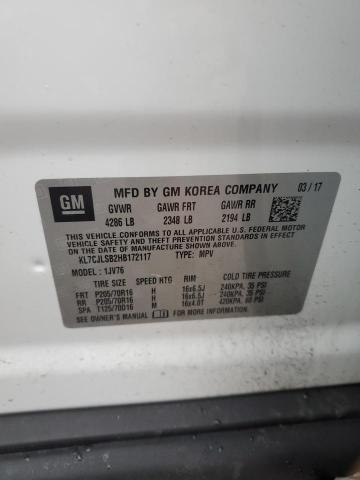 GM
MFD BY GM KOREA COMPANY 03/17
GVWR GAWR FRT GAWR RR
4286 LB 2348 LB 2194 LB
THIS VEHICLE CONFORMS TO ALL APPLICABLE U.S. FEDERAL MOTOR
VEHICLE SAFETY, BUMPER, AND THEFT PREVENTION STANDARDS IN
EFFECT ON THE DATE OF MANUFACTURE SHOWN ABOVE.
KL7CJLSB2HB172117 TYPE: MPV
MODEL: 1JV76
TIRE SIZE SPEED RTG RIM COLD TIRE PRESSURE
FRT P205/70R16 H 16x6.5J 240KPA, 35 PSI
RR P205/70R16 H 16x6.5J 240KPA, 35 PSI
SPA T125/70D16 M 16x4.0T 420KPA, 60 PSI
SEE OWNER'S MANUAL FOR MORE INFORMATION.